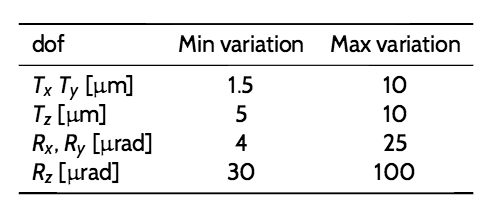 dof Min variation Max variation
Tx Ty [μm] 1.5 10
Tz [μm] 5 10
Rx, Ry [μrad] 4 25
Rz [μrad] 30 100